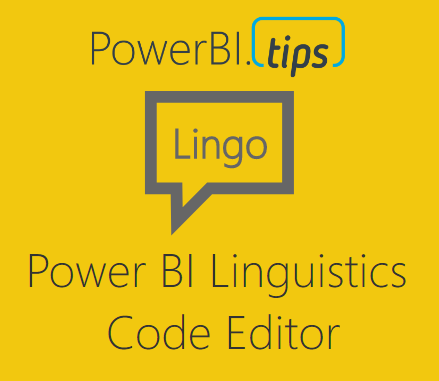 PowerBI.tips
Lingo
Power BI Linguistics
Code Editor